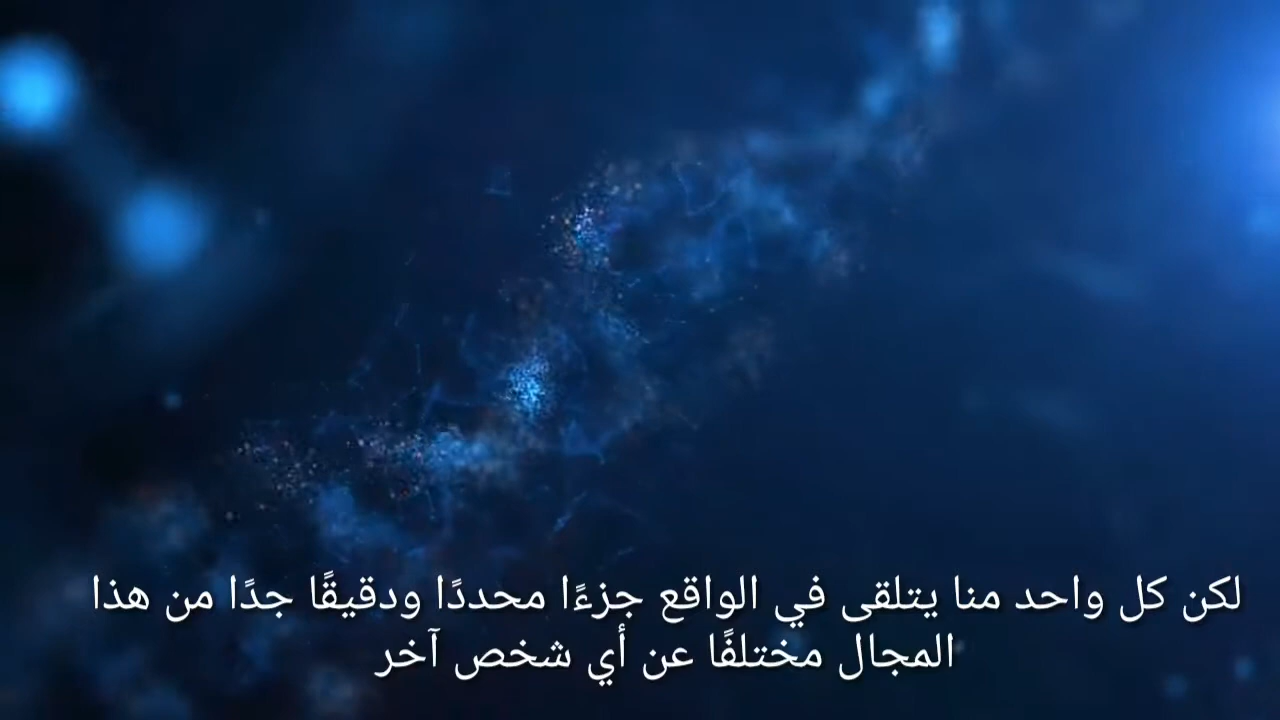 لكن كل واحد منا يتلقى في الواقع جزءًا محددًا ودقيقًا جدًا من هذا
المجال مختلفًا عن أي شخص آخر